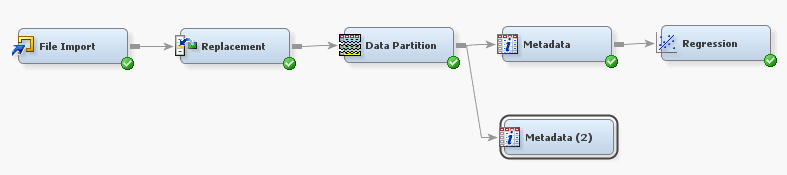 File Import
Replacement
Data Partition
Metadata
Regression
Metadata (2)